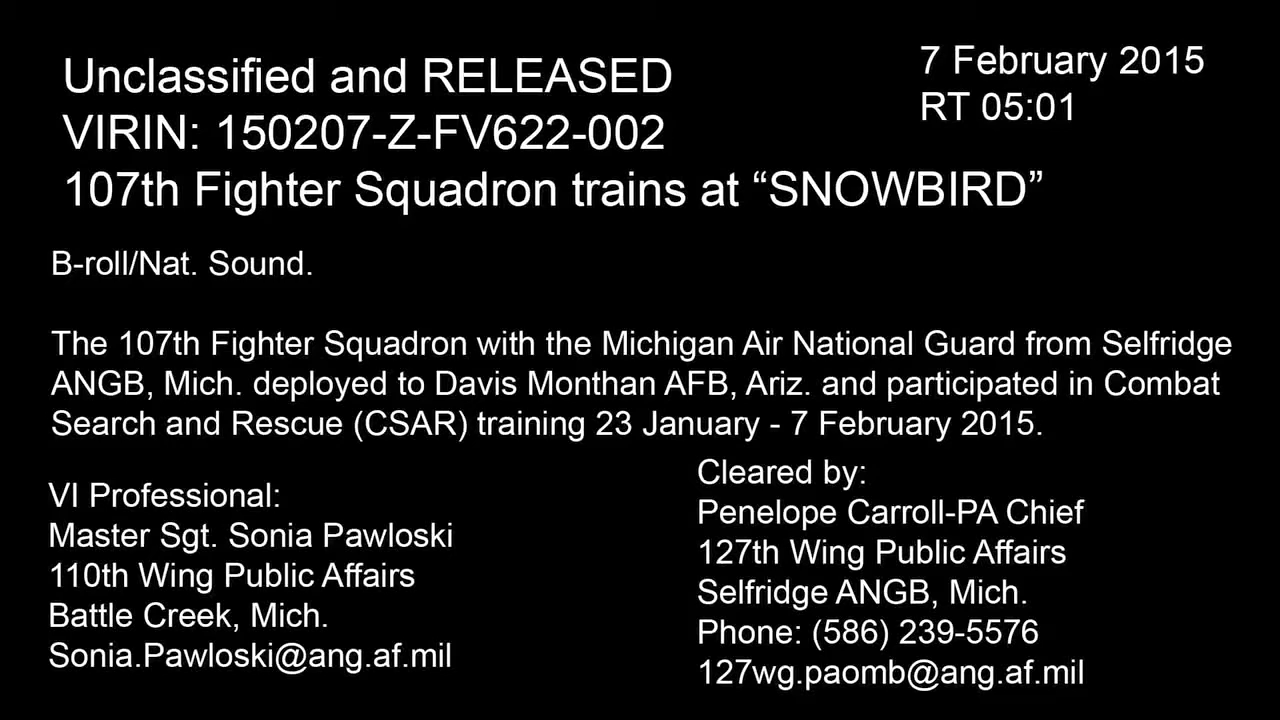 Unclassified and RELEASED
VIRIN: 150207-Z-FV622-002
107th Fighter Squadron trains at “SNOWBIRD”
7 February 2015
RT 05:01
B-roll/Nat. Sound.
The 107th Fighter Squadron with the Michigan Air National Guard from Selfridge
ANGB, Mich. deployed to Davis Monthan AFB, Ariz. and participated in Combat
Search and Rescue (CSAR) training 23 January - 7 February 2015.
VI Professional:
Master Sgt. Sonia Pawloski
110th Wing Public Affairs
Battle Creek, Mich.
Sonia.Pawloski@ang.af.mil
Cleared by:
Penelope Carroll-PA Chief
127th Wing Public Affairs
Selfridge ANGB, Mich.
Phone: (586) 239-5576
127wg.paomb@ang.af.mil